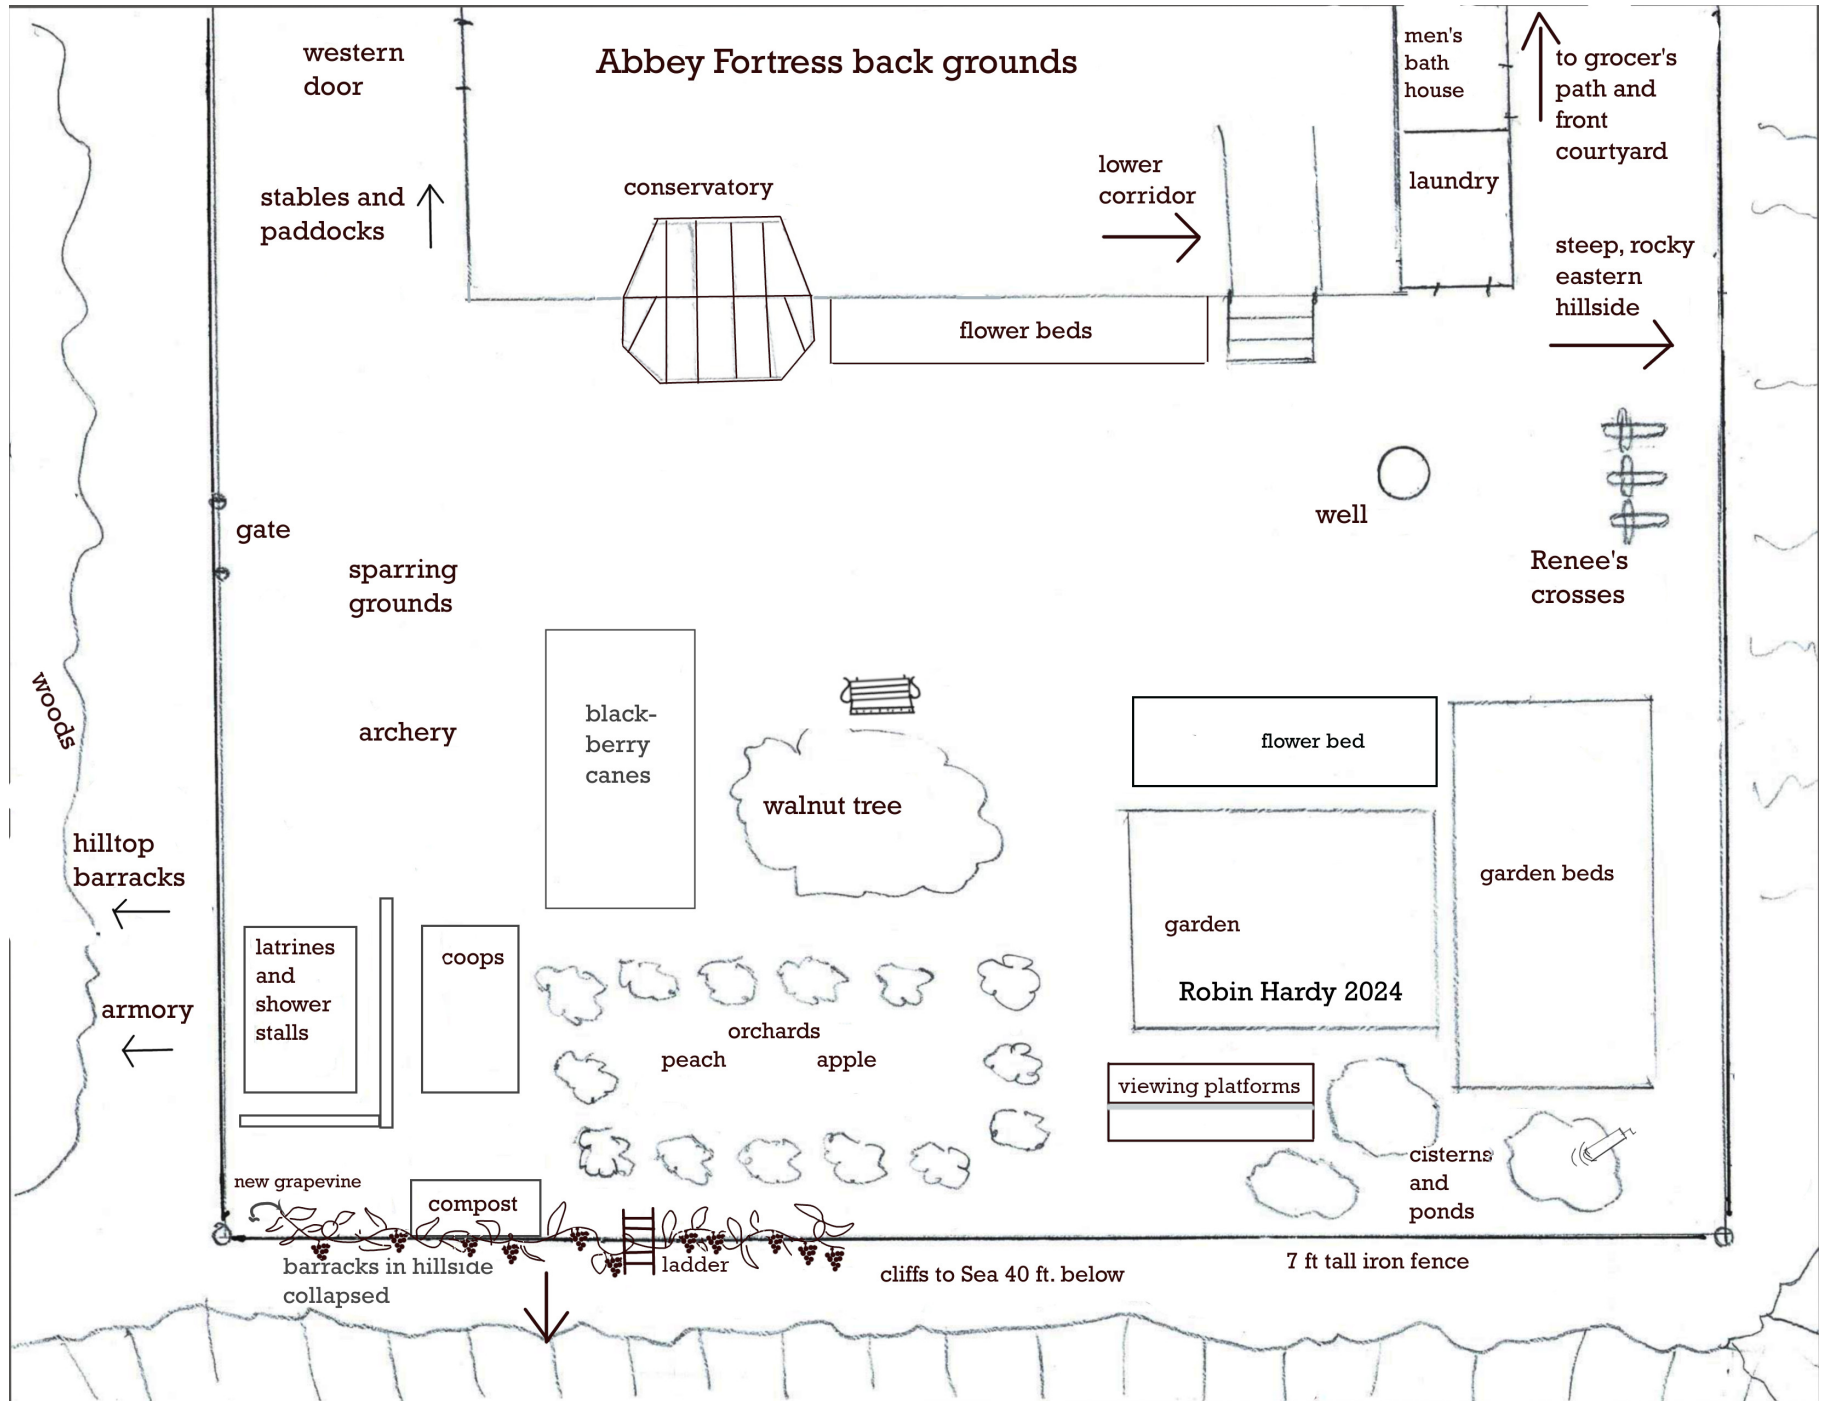 Abbey Fortress back grounds
western
door
men's
bath
house
to grocer's
path and
front
courtyard
stables and
paddocks
conservatory
lower
corridor
laundry
steep, rocky
eastern
hillside
flower beds
gate
well
sparring
grounds
Renee's
crosses
woods
archery
black-
berry
canes
walnut tree
flower bed
hilltop
barracks
garden beds
garden
Robin Hardy 2024
latrines
and
shower
stalls
coops
armory
orchards
peach
apple
viewing platforms
cisterns
and
ponds
new grapevine
compost
barracks in hillside
collapsed
ladder
cliffs to Sea 40 ft. below
7 ft tall iron fence